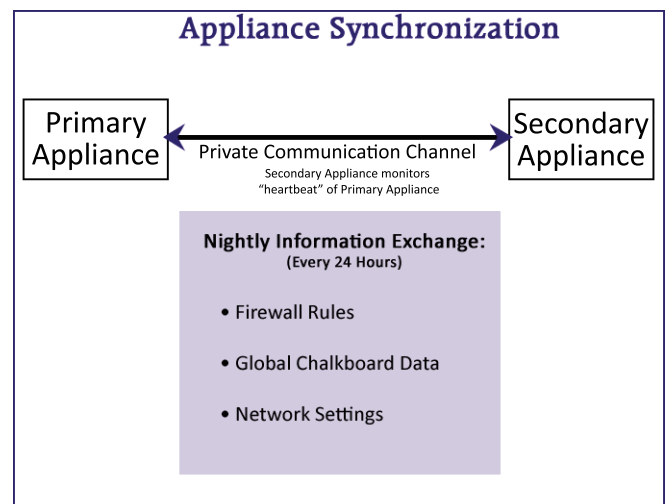 Appliance Synchronization
Primary
Appliance
Private Communication Channel
Secondary Appliance monitors
“heartbeat” of Primary Appliance
Secondary
Appliance
Nightly Information Exchange:
(Every 24 Hours)
• Firewall Rules
• Global Chalkboard Data
• Network Settings